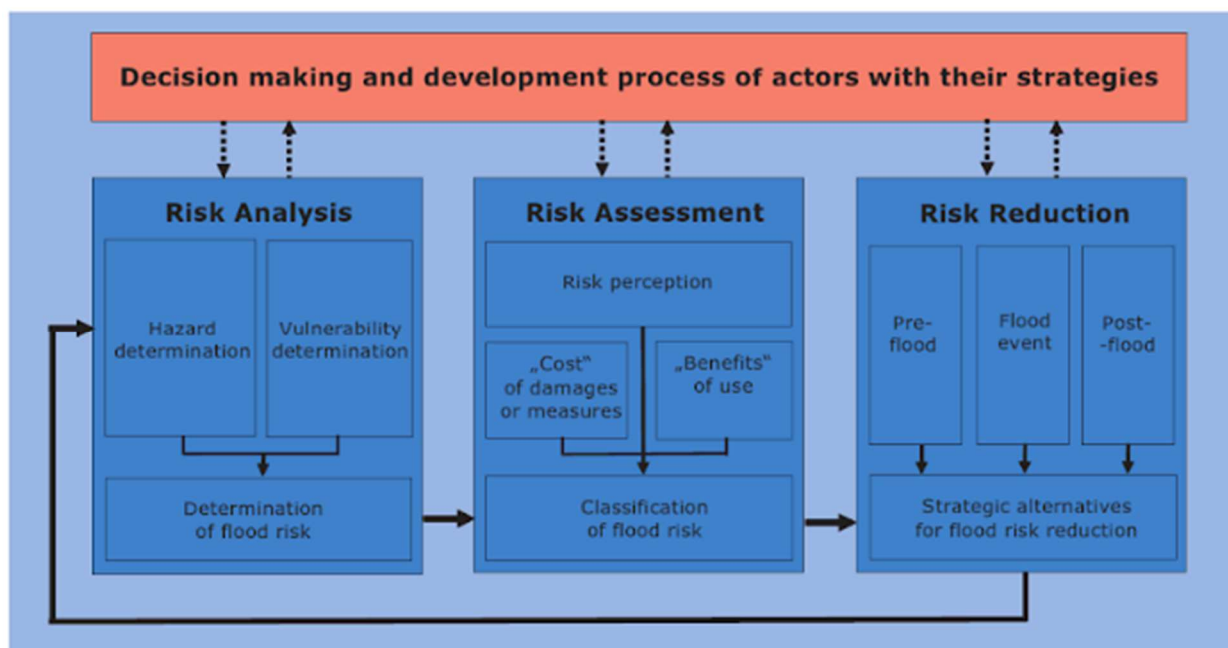 Decision making and development process of actors with their strategies
Risk Analysis
Hazard
determination
Vulnerability
determination
Determination
of flood risk
Risk Assessment
Risk perception
„Cost“
of damages
or measures
„Benefits“
of use
Classification
of flood risk
Risk Reduction
Pre-
flood
Flood
event
Post-
-flood
Strategic alternatives
for flood risk reduction